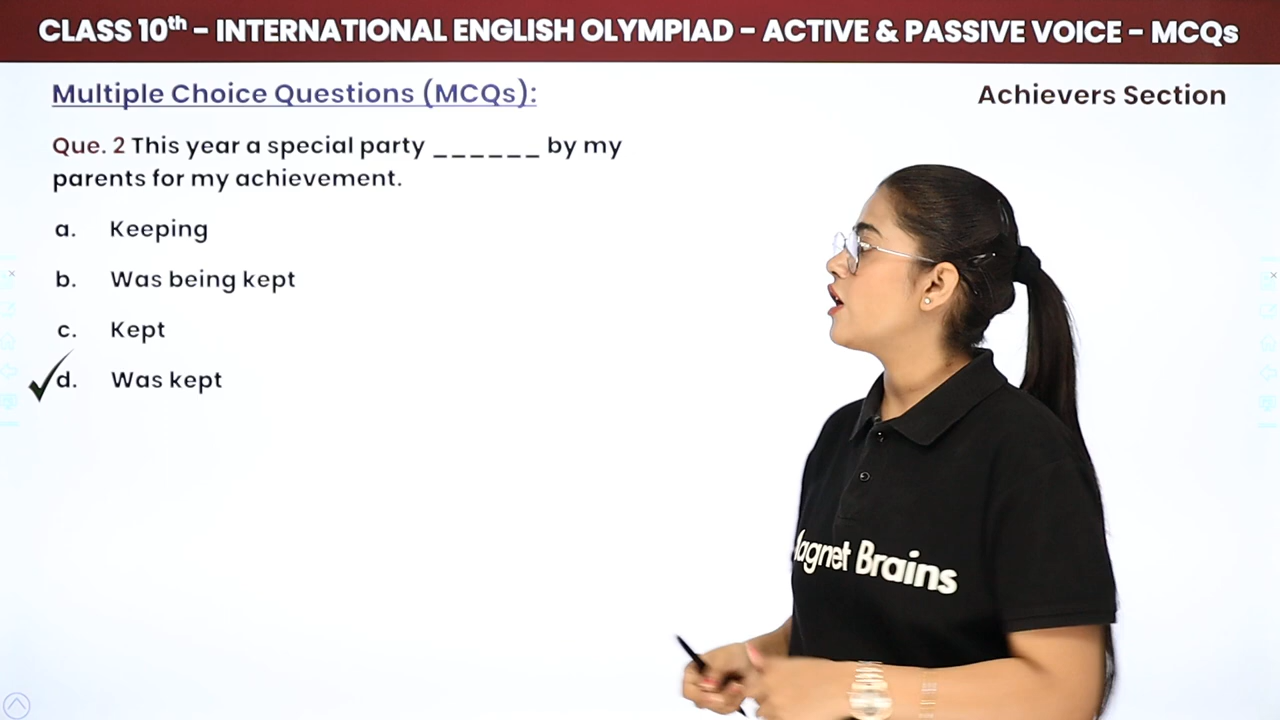 CLASS 10th – INTERNATIONAL ENGLISH OLYMPIAD – ACTIVE & PASSIVE VOICE – MCQs
Multiple Choice Questions (MCQs):
Achievers Section
Que. 2 This year a special party ______ by my
parents for my achievement.
a. Keeping
b. Was being kept
c. Kept
d. Was kept
agnet Brains